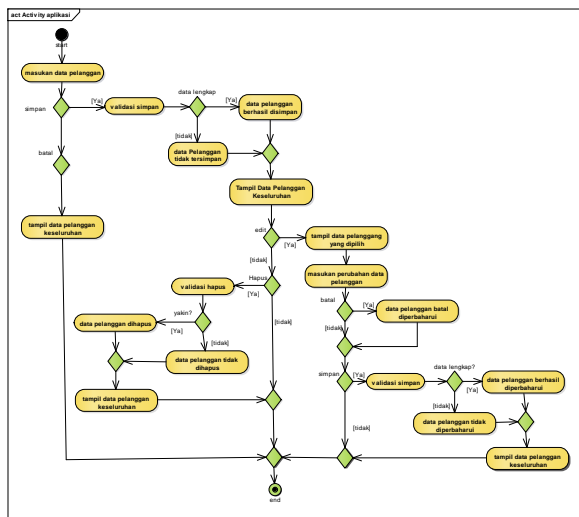 act Activity aplikasi
start
masukan data pelanggan
simpan
[Ya]
validasi simpan
data lengkap
[Ya]
data pelanggan
berhasil disimpan
[tidak]
data Pelanggan
tidak tersimpan
batal
Tampil Data Pelanggan
Keseluruhan
tampil data pelanggan
keseluruhan
edit
[Ya]
tampil data pelanggang
yang dipilih
[tidak]
masukan perubahan data
pelanggan
Hapus
[Ya]
validasi hapus
[tidak]
yakin?
[Ya]
data pelanggan dihapus
[tidak]
data pelanggan tidak
dihapus
tampil data pelanggan
keseluruhan
batal
[Ya]
data pelanggan batal
diperbaharui
[tidak]
simpan
[Ya]
validasi simpan
data lengkap?
[Ya]
data pelanggan berhasil
diperbaharui
[tidak]
data pelanggan tidak
diperbaharui
[tidak]
tampil data pelanggan
keseluruhan
end